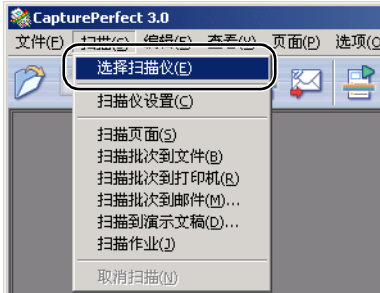 CapturePerfect 3.0
文件(F) 扫描(S) 编辑(E) 查看(V) 页面(P) 选项(O
选择扫描仪(E)
扫描仪设置(C)
扫描页面(S)
扫描批次到文件(B)
扫描批次到打印机(R)
扫描批次到邮件(M)...
扫描到演示文稿(D)...
扫描作业(J)
取消扫描(N)